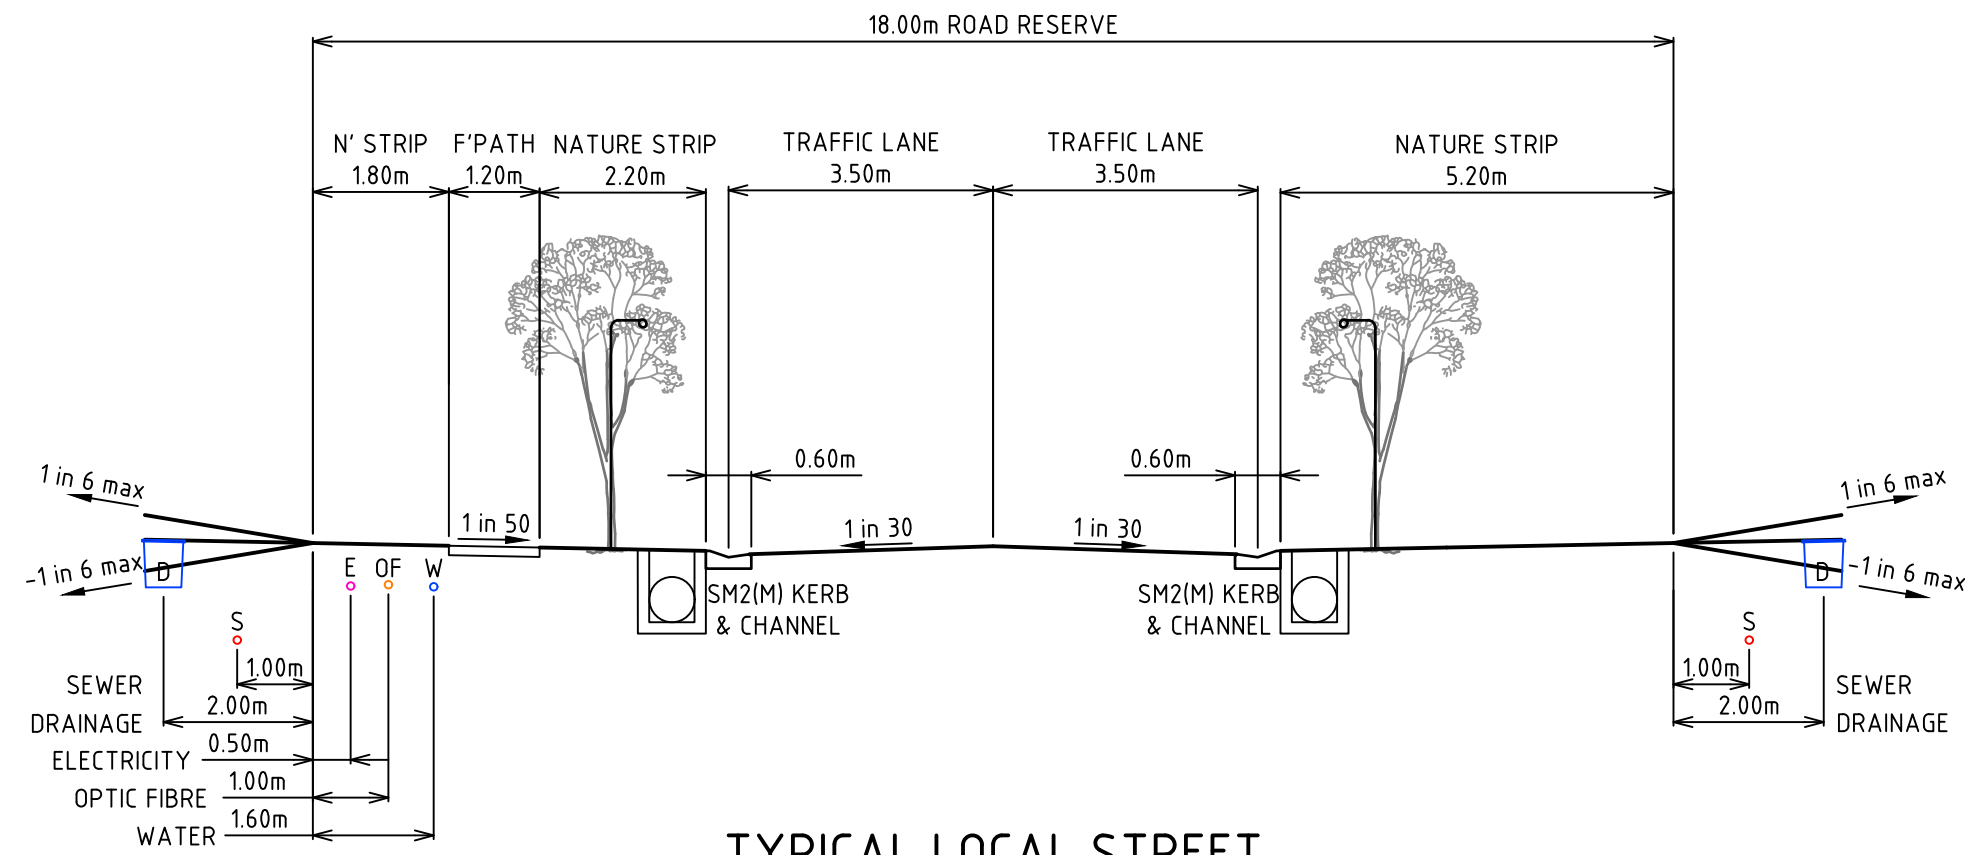 18.00m ROAD RESERVE
N' STRIP F'PATH NATURE STRIP TRAFFIC LANE TRAFFIC LANE NATURE STRIP
1.80m 1.20m 2.20m 3.50m 3.50m 5.20m
0.60m 0.60m
1 in 6 max 1 in 6 max
1 in 50 1 in 30 1 in 30
-1 in 6 max D E OF W D -1 in 6 max
SM2(M) KERB SM2(M) KERB
& CHANNEL & CHANNEL
S S
1.00m 1.00m
SEWER SEWER
2.00m 2.00m
DRAINAGE DRAINAGE
0.50m
ELECTRICITY
1.00m
OPTIC FIBRE
1.60m
WATER
TYPICAL LOCAL STREET